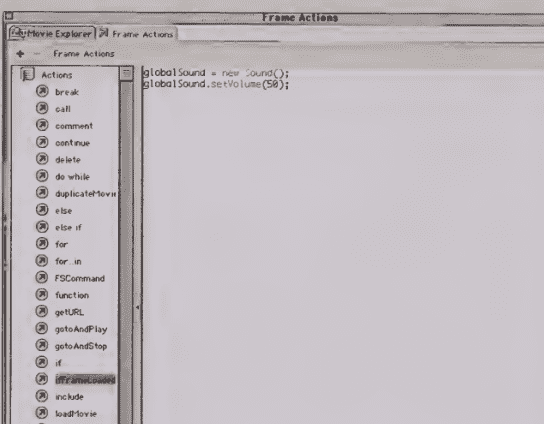 Frame Actions
Movie Explorer Frame Actions
+ - Frame Actions
Actions
globalSound = new Sound();
globalSound.setVolume(50);
break
call
comment
continue
delete
do while
duplicateMovie
else
else if
for
for..in
FSCommand
function
getURL
gotoAndPlay
gotoAndStop
if
ifFrameLoaded
include
loadMovie